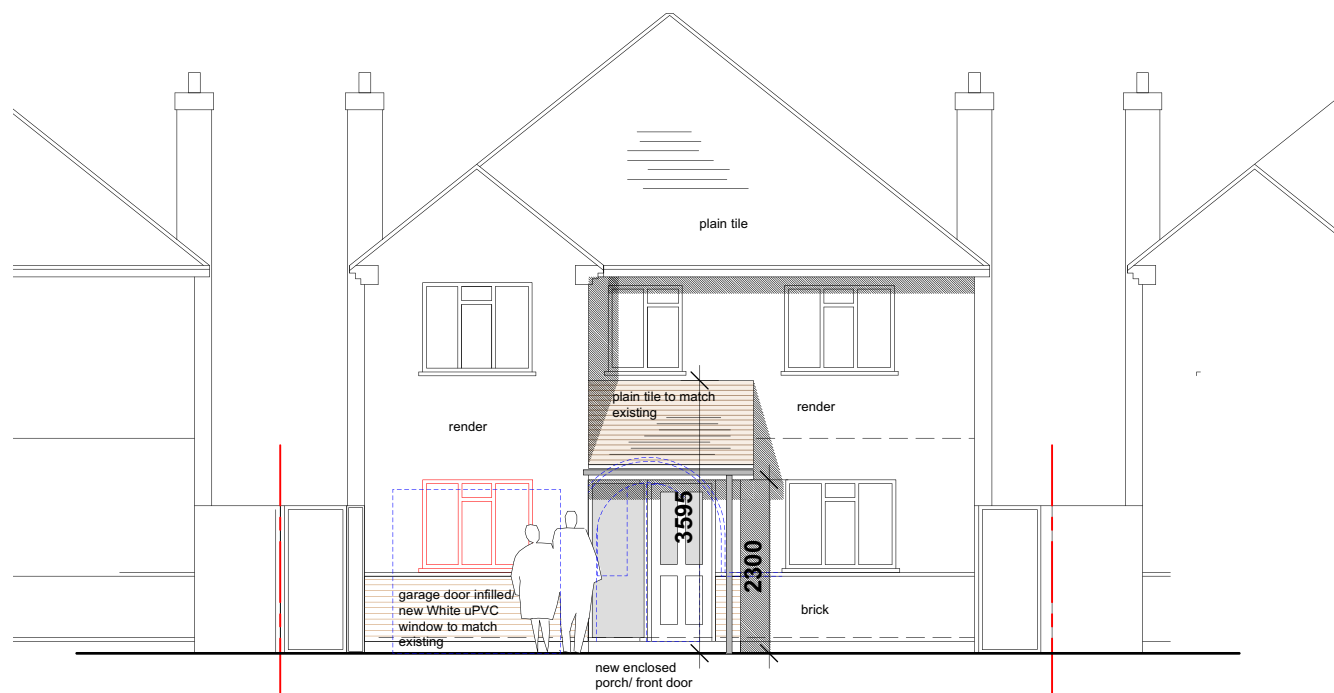 plain tile
plain tile to match
existing
render
render
3595
2300
garage door infilled/
new White uPVC
window to match
existing
brick
new enclosed
porch/ front door